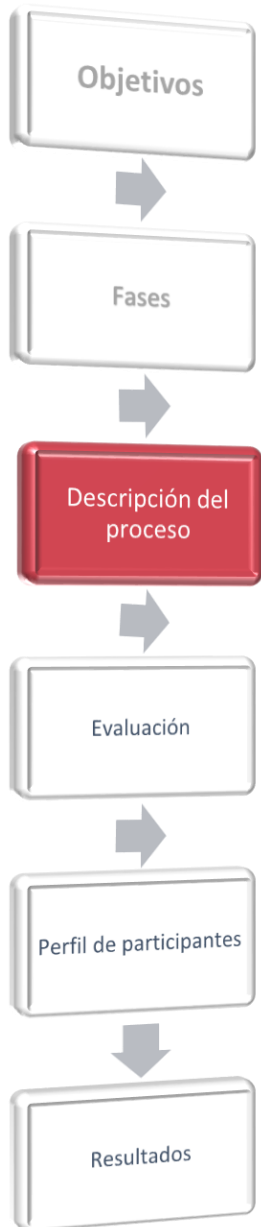 Objetivos
Fases
Descripción del
proceso
Evaluación
Perfil de participantes
Resultados